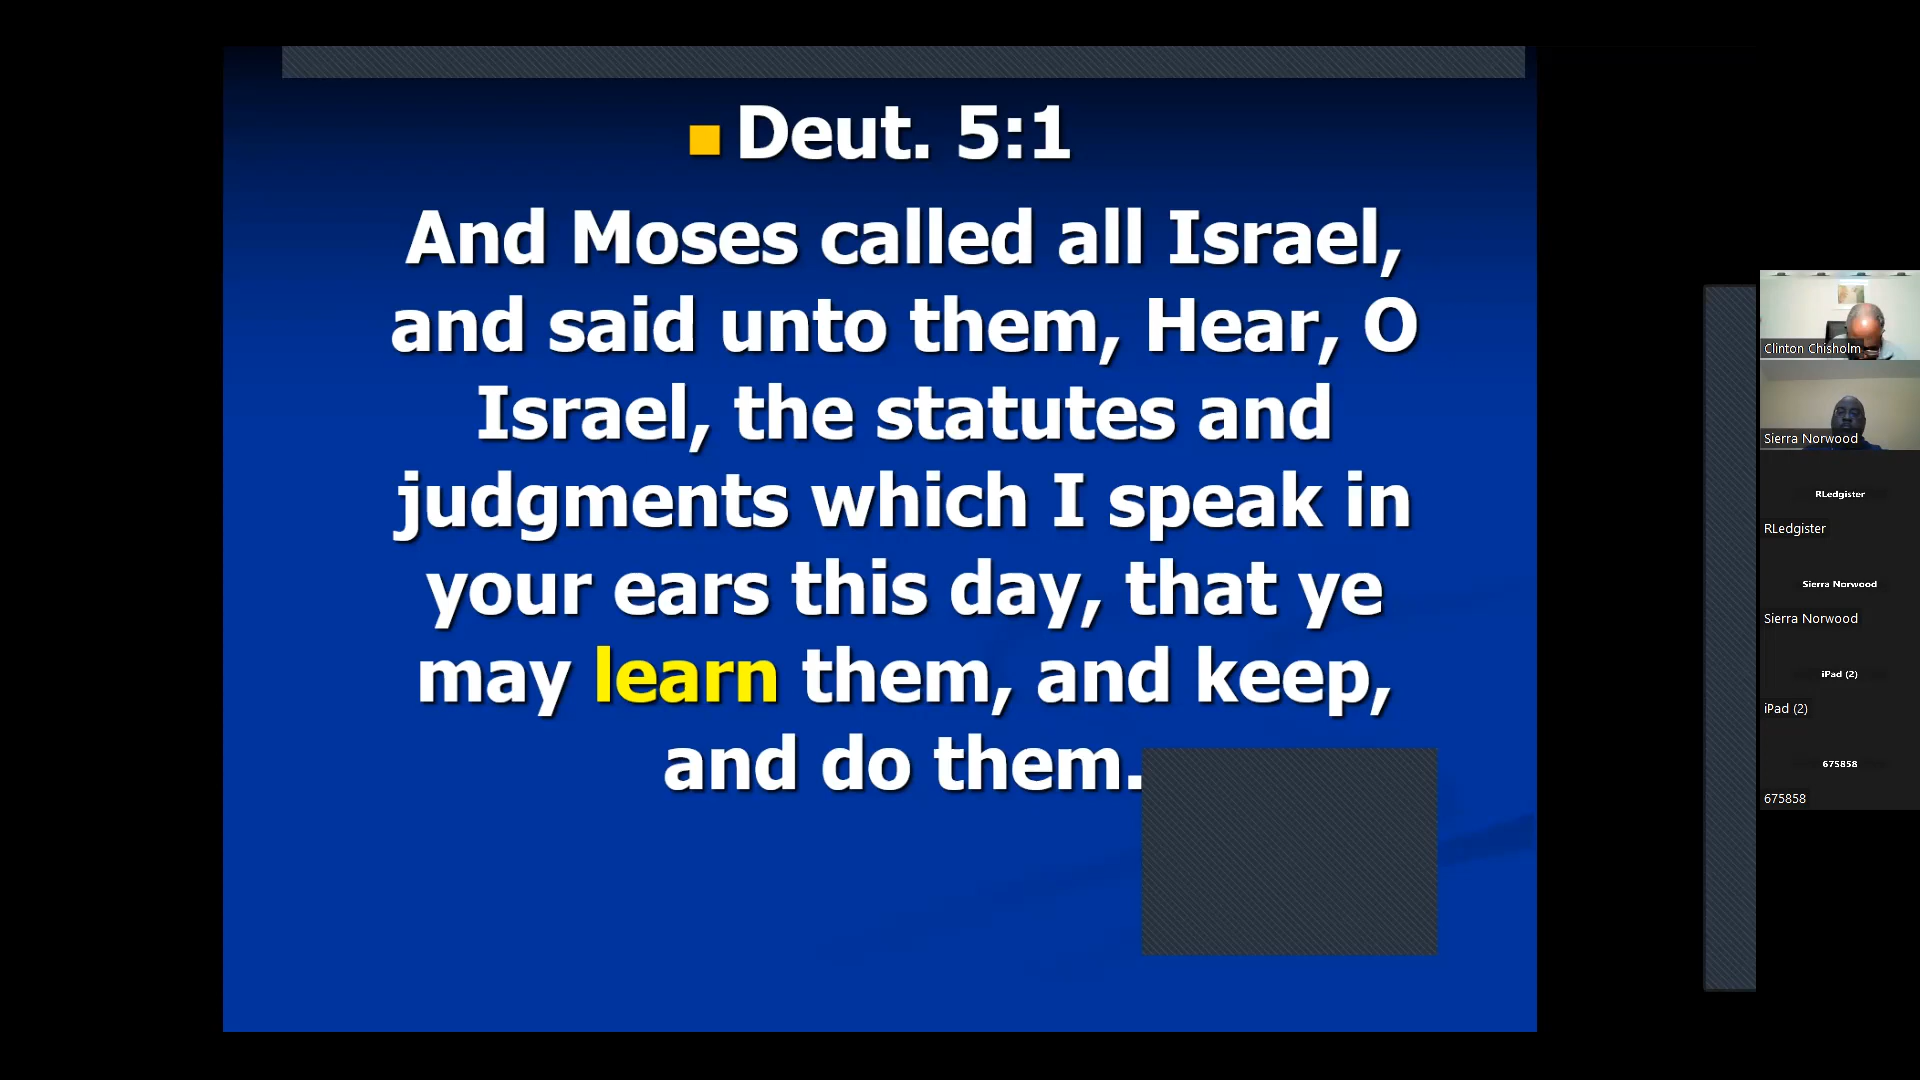 Deut. 5:1
And Moses called all Israel,
and said unto them, Hear, O
Israel, the statutes and
judgments which I speak in
your ears this day, that ye
may learn them, and keep,
and do them.
Clinton Chisholm
Sierra Norwood
RLedgister
RLedgister
Sierra Norwood
Sierra Norwood
iPad (2)
iPad (2)
675858
675858